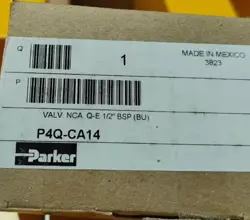 Q
1
MADE IN MEXICO
3823
P
VALV. NCA. Q-E 1/2" BSP (BU)
P4Q-CA14
Parker